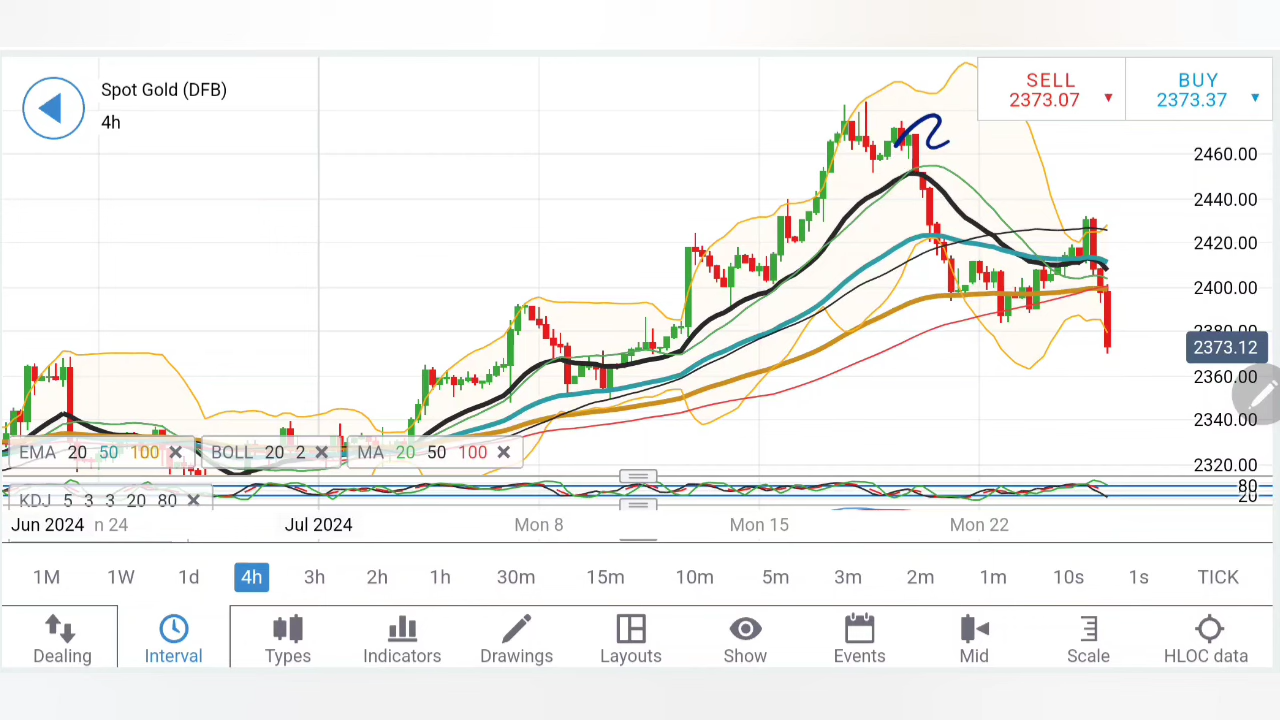 Spot Gold (DFB)
4h
SELL
2373.07
BUY
2373.37
2460.00
2440.00
2420.00
2400.00
2380.00
2373.12
2360.00
2340.00
2320.00
EMA 20 50 100
BOLL 20 2
MA 20 50 100
KDJ 5 3 3 20 80
80
20
Jun 2024 n 24 Jul 2024 Mon 8 Mon 15 Mon 22
1M 1W 1d 4h 3h 2h 1h 30m 15m 10m 5m 3m 2m 1m 10s 1s TICK
Dealing Interval Types Indicators Drawings Layouts Show Events Mid Scale HLOC data